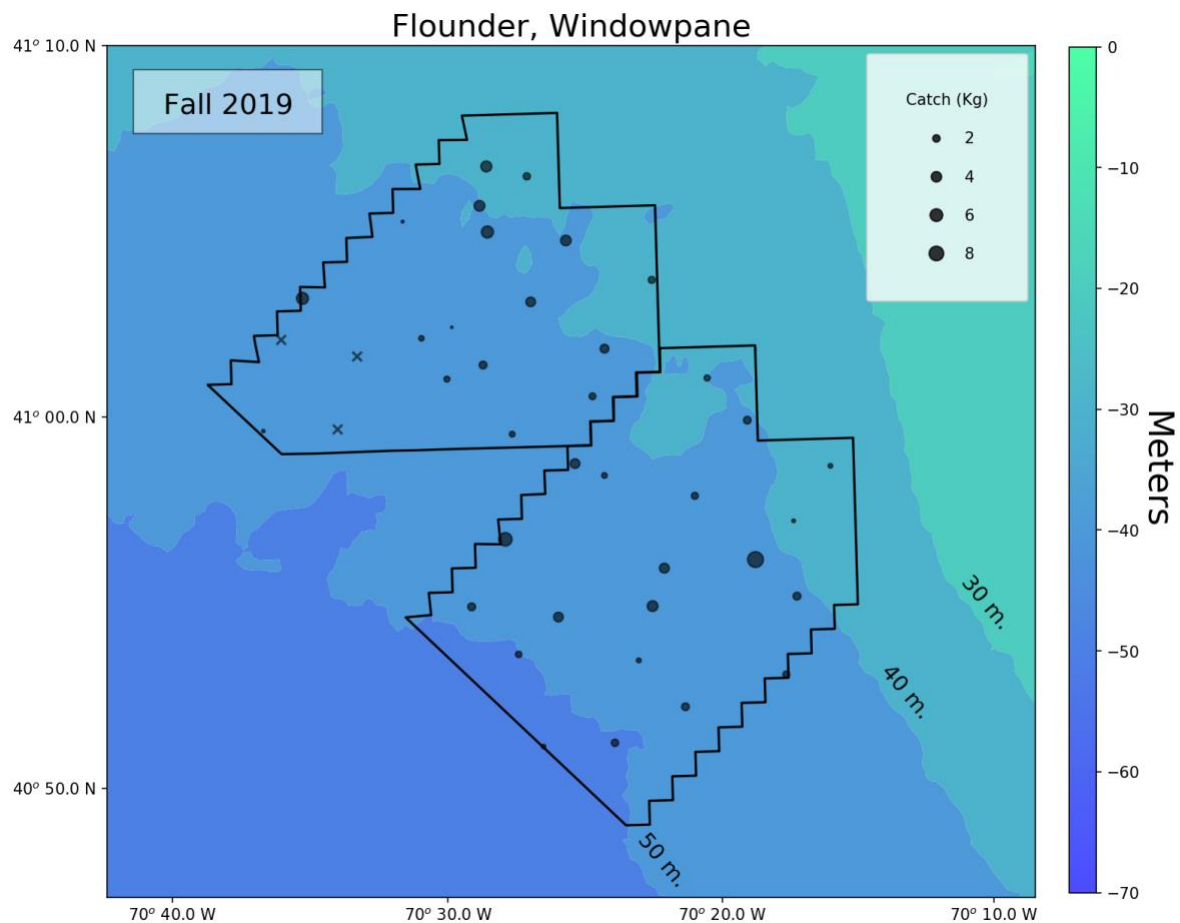 Flounder, Windowpane
41° 10.0 N
Fall 2019
Catch (Kg)
2
4
6
8
41° 00.0 N
40° 50.0 N
30 m.
40 m.
50 m.
70° 40.0 W
70° 30.0 W
70° 20.0 W
70° 10.0 W
0
−10
−20
−30
−40
−50
−60
−70
Meters